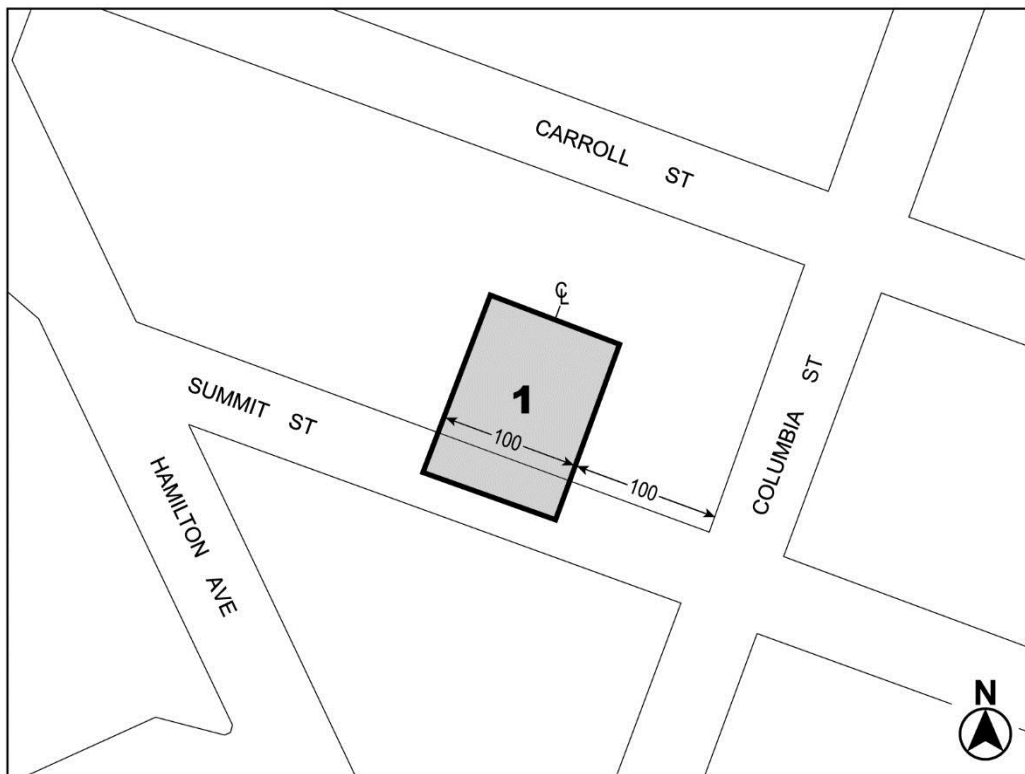 CARROLL ST
℄
1
SUMMIT ST
100
100
COLUMBIA ST
HAMILTON AVE
N